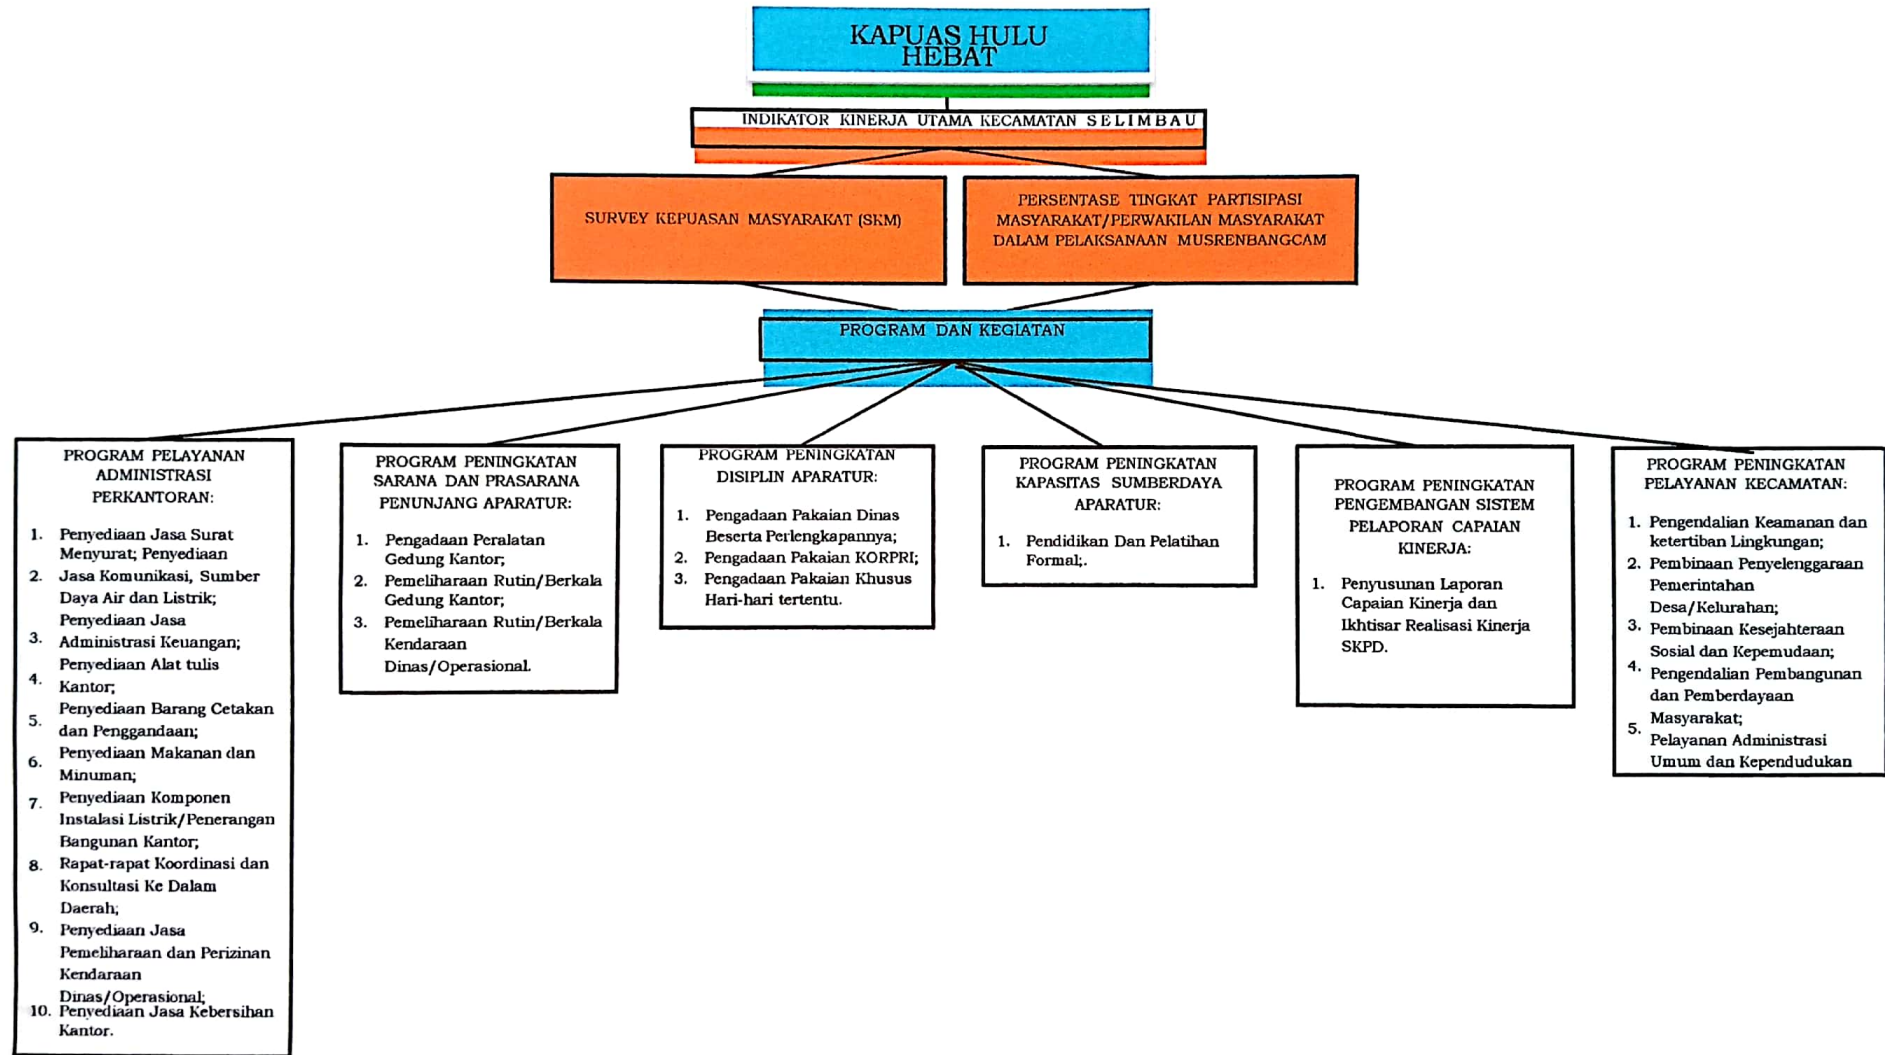 KAPUAS HULU
HEBAT
INDIKATOR KINERJA UTAMA KECAMATAN SELIMBAU
SURVEY KEPUASAN MASYARAKAT (SKM)
PERSENTASE TINGKAT PARTISIPASI
MASYARAKAT/PERWAKILAN MASYARAKAT
DALAM PELAKSANAAN MUSRENBANGCAM
PROGRAM DAN KEGIATAN
PROGRAM PELAYANAN
ADMINISTRASI
PERKANTORAN:
1. Penyediaan Jasa Surat
Menyurat; Penyediaan
2. Jasa Komunikasi, Sumber
Daya Air dan Listrik;
Penyediaan Jasa
3. Administrasi Keuangan;
Penyediaan Alat tulis
4. Kantor;
Penyediaan Barang Cetakan
5. dan Penggandaan;
Penyediaan Makanan dan
6. Minuman;
7. Penyediaan Komponen
Instalasi Listrik/Penerangan
Bangunan Kantor;
8. Rapat-rapat Koordinasi dan
Konsultasi Ke Dalam
Daerah;
9. Penyediaan Jasa
Pemeliharaan dan Perizinan
Kendaraan
Dinas/Operasional;
10. Penyediaan Jasa Kebersihan
Kantor.
PROGRAM PENINGKATAN
SARANA DAN PRASARANA
PENUNJANG APARATUR:
1. Pengadaan Peralatan
Gedung Kantor;
2. Pemeliharaan Rutin/Berkala
Gedung Kantor;
3. Pemeliharaan Rutin/Berkala
Kendaraan
Dinas/Operasional.
PROGRAM PENINGKATAN
DISIPLIN APARATUR:
1. Pengadaan Pakaian Dinas
Beserta Perlengkapannya;
2. Pengadaan Pakaian KORPRI;
3. Pengadaan Pakaian Khusus
Hari-hari tertentu.
PROGRAM PENINGKATAN
KAPASITAS SUMBERDAYA
APARATUR:
1. Pendidikan Dan Pelatihan
Formal;.
PROGRAM PENINGKATAN
PENGEMBANGAN SISTEM
PELAPORAN CAPAIAN
KINERJA:
1. Penyusunan Laporan
Capaian Kinerja dan
Ikhtisar Realisasi Kinerja
SKPD.
PROGRAM PENINGKATAN
PELAYANAN KECAMATAN:
1. Pengendalian Keamanan dan
ketertiban Lingkungan;
2. Pembinaan Penyelenggaraan
Pemerintahan
Desa/Kelurahan;
3. Pembinaan Kesejahteraan
Sosial dan Kepemudaan;
4. Pengendalian Pembangunan
dan Pemberdayaan
Masyarakat;
5. Pelayanan Administrasi
Umum dan Kependudukan